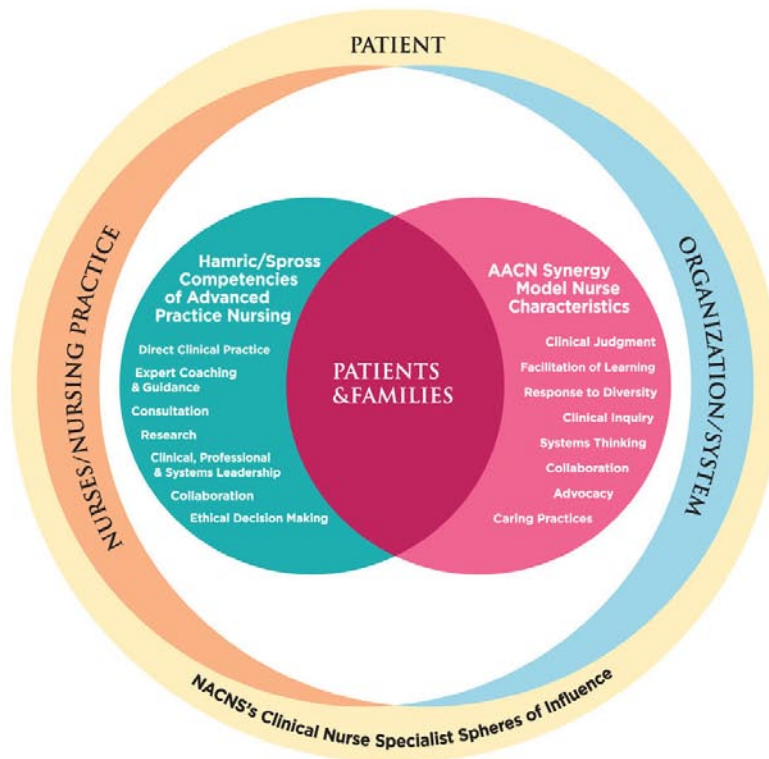 PATIENT
NURSES/NURSING PRACTICE
ORGANIZATION/SYSTEM
Hamric/Spross
Competencies
of Advanced
Practice Nursing
Direct Clinical Practice
Expert Coaching
& Guidance
Consultation
Research
Clinical, Professional
& Systems Leadership
Collaboration
Ethical Decision Making
PATIENTS
&FAMILIES
AACN Synergy
Model Nurse
Characteristics
Clinical Judgment
Facilitation of Learning
Response to Diversity
Clinical Inquiry
Systems Thinking
Collaboration
Advocacy
Caring Practices
NACNS's Clinical Nurse Specialist Spheres of Influence